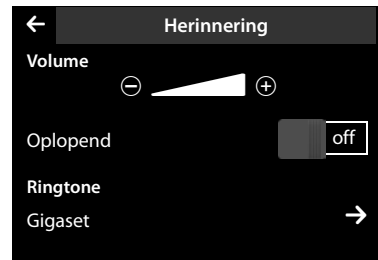 Herinnering
Volume
Oplopend
off
Ringtone
Gigaset